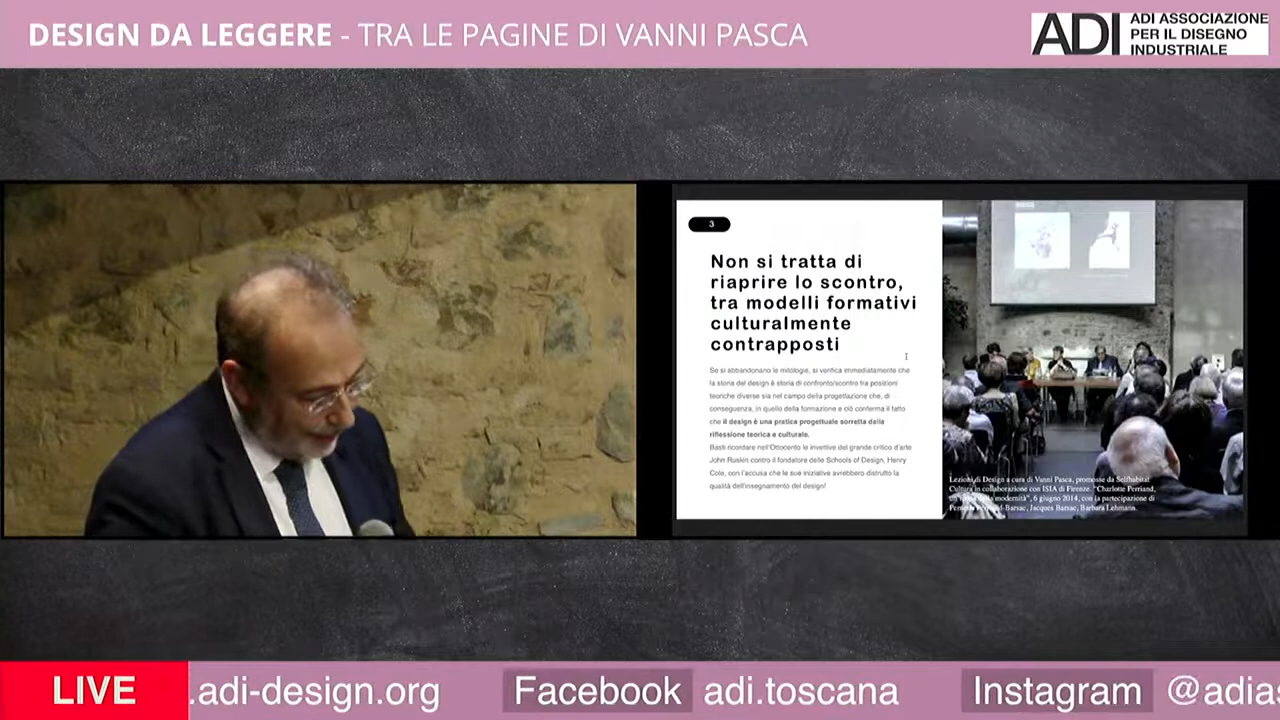 DESIGN DA LEGGERE - TRA LE PAGINE DI VANNI PASCA
ADI
ADI ASSOCIAZIONE
PER IL DISEGNO
INDUSTRIALE
3
Non si tratta di
riaprire lo scontro,
tra modelli formativi
culturalmente
contrapposti
Se si abbandonano le mitologie, si verifica immediatamente che
la storia del design è storia di confronto/scontro tra posizioni
teoriche diverse sia nel campo della progettazione che, di
conseguenza, in quello della formazione e ciò conferma il fatto
che il design è una pratica progettuale sorretta dalla
riflessione teorica e culturale.
Basti ricordare nell'Ottocento le invettive del grande critico d'arte
John Ruskin contro il fondatore delle Schools of Design, Henry
Cole, con l'accusa che le sue iniziative avrebbero distrutto la
qualità dell'insegnamento del design!
Lezioni di Design a cura di Vanni Pasca, promosse da Selfhabitat
Cultura in collaborazione con ISIA di Firenze. "Charlotte Perriand,
modernità", 6 giugno 2014, con la partecipazione di
Perriand-Barsac, Jacques Barsac, Barbara Lehmann.
LIVE
.adi-design.org
Facebook
adi.toscana
Instagram
@adias